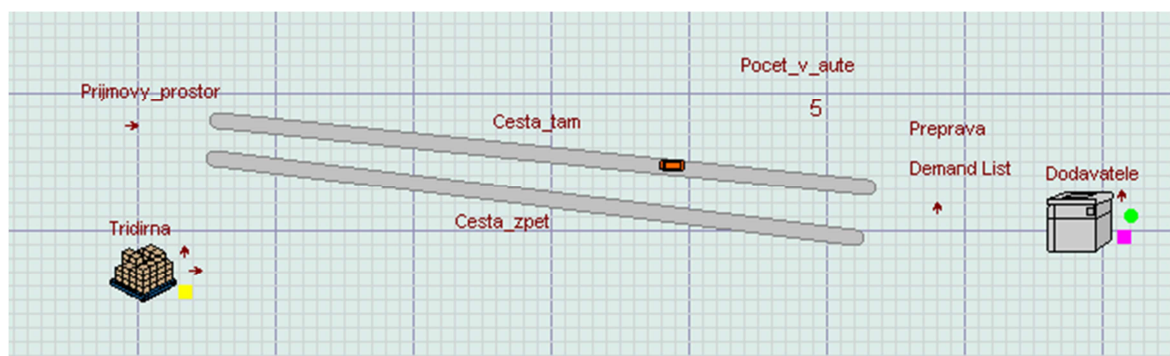 Pocet_v_aute
Prijmovy_prostor
5
Cesta_tam
Preprava
Demand List
Dodavatele
Cesta_zpet
Tridirna